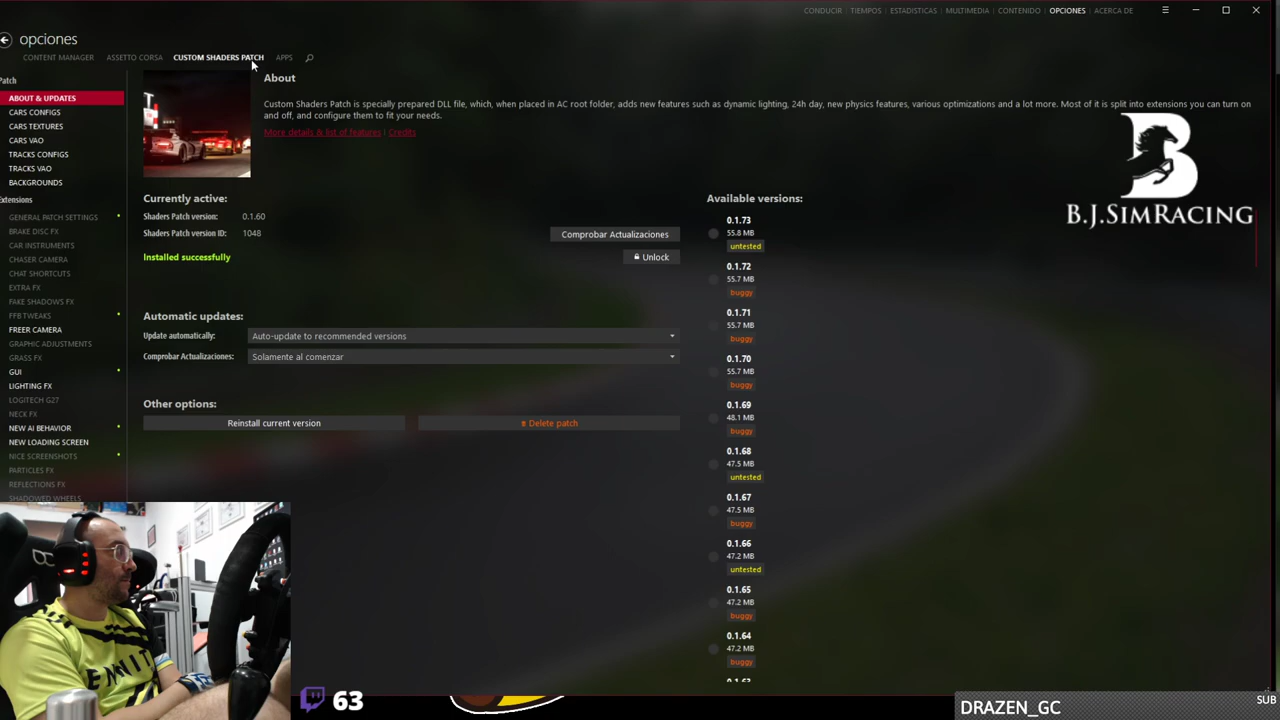 CONDUCIR | TIEMPOS | ESTADISTICAS | MULTIMEDIA | CONTENIDO | OPCIONES | ACERCA DE
opciones
CONTENT MANAGER
ASSETTO CORSA
CUSTOM SHADERS PATCH
APPS
Patch
ABOUT & UPDATES
CARS CONFIGS
CARS TEXTURES
CARS VAO
TRACKS CONFIGS
TRACKS VAO
BACKGROUNDS
Extensions
GENERAL PATCH SETTINGS
BRAKE DISC FX
CAR INSTRUMENTS
CHASER CAMERA
CHAT SHORTCUTS
EXTRA FX
FAKE SHADOWS FX
FFB TWEAKS
FREER CAMERA
GRAPHIC ADJUSTMENTS
GRASS FX
GUI
LIGHTING FX
LOGITECH G27
NECK FX
NEW AI BEHAVIOR
NEW LOADING SCREEN
NICE SCREENSHOTS
PARTICLES FX
REFLECTIONS FX
SHADOWED WHEELS
About
Custom Shaders Patch is specially prepared DLL file, which, when placed in AC root folder, adds new features such as dynamic lighting, 24h day, new physics features, various optimizations and a lot more. Most of it is split into extensions you can turn on
and off, and configure them to fit your needs.
More details & list of features | Credits
Currently active:
Shaders Patch version: 0.1.60
Shaders Patch version ID: 1048
Installed successfully
Comprobar Actualizaciones
Unlock
Automatic updates:
Update automatically: Auto-update to recommended versions
Comprobar Actualizaciones: Solamente al comenzar
Other options:
Reinstall current version
Delete patch
Available versions:
0.1.73
55.8 MB
untested
0.1.72
55.7 MB
buggy
0.1.71
55.7 MB
buggy
0.1.70
55.7 MB
buggy
0.1.69
48.1 MB
buggy
0.1.68
47.5 MB
untested
0.1.67
47.5 MB
buggy
0.1.66
47.2 MB
untested
0.1.65
47.2 MB
buggy
0.1.64
47.2 MB
buggy
B
B.J.SIMRACING
63
DRAZEN_GC
SUB